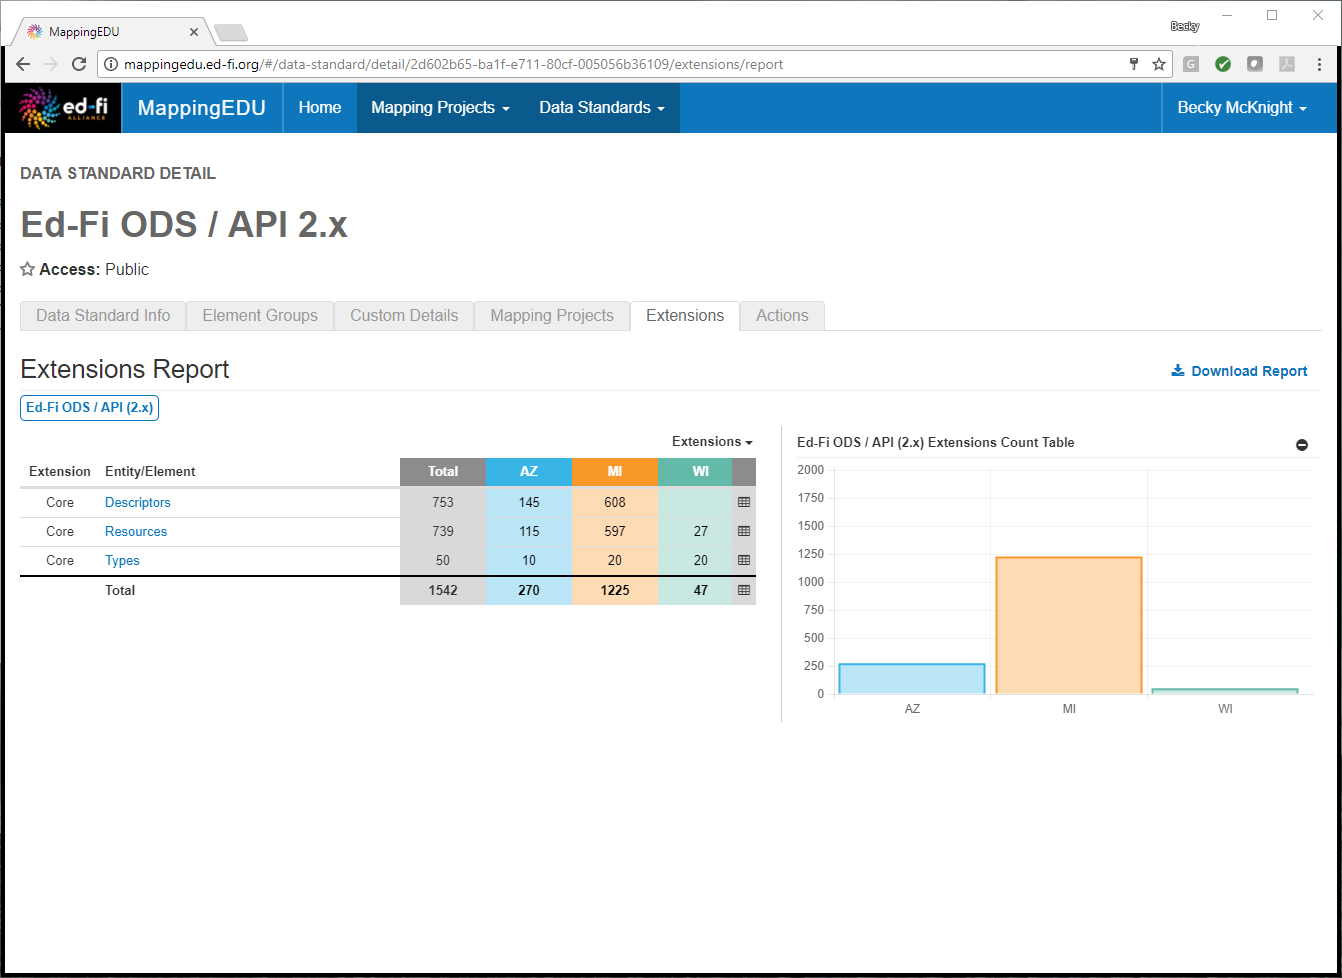 MappingEDU
Becky
mappingedu.ed-fi.org/#/data-standard/detail/2d602b65-ba1f-e711-80cf-005056b36109/extensions/report
G
ed-fi
ALLIANCE
MappingEDU
Home
Mapping Projects
Data Standards
Becky McKnight
DATA STANDARD DETAIL
Ed-Fi ODS / API 2.x
Access: Public
Data Standard Info
Element Groups
Custom Details
Mapping Projects
Extensions
Actions
Extensions Report
Download Report
Ed-Fi ODS / API (2.x)
Extensions
Extension Entity/Element Total AZ MI WI
Core Descriptors 753 145 608
Core Resources 739 115 597 27
Core Types 50 10 20 20
Total 1542 270 1225 47
Ed-Fi ODS / API (2.x) Extensions Count Table
2000
1750
1500
1250
1000
750
500
250
0
AZ MI WI